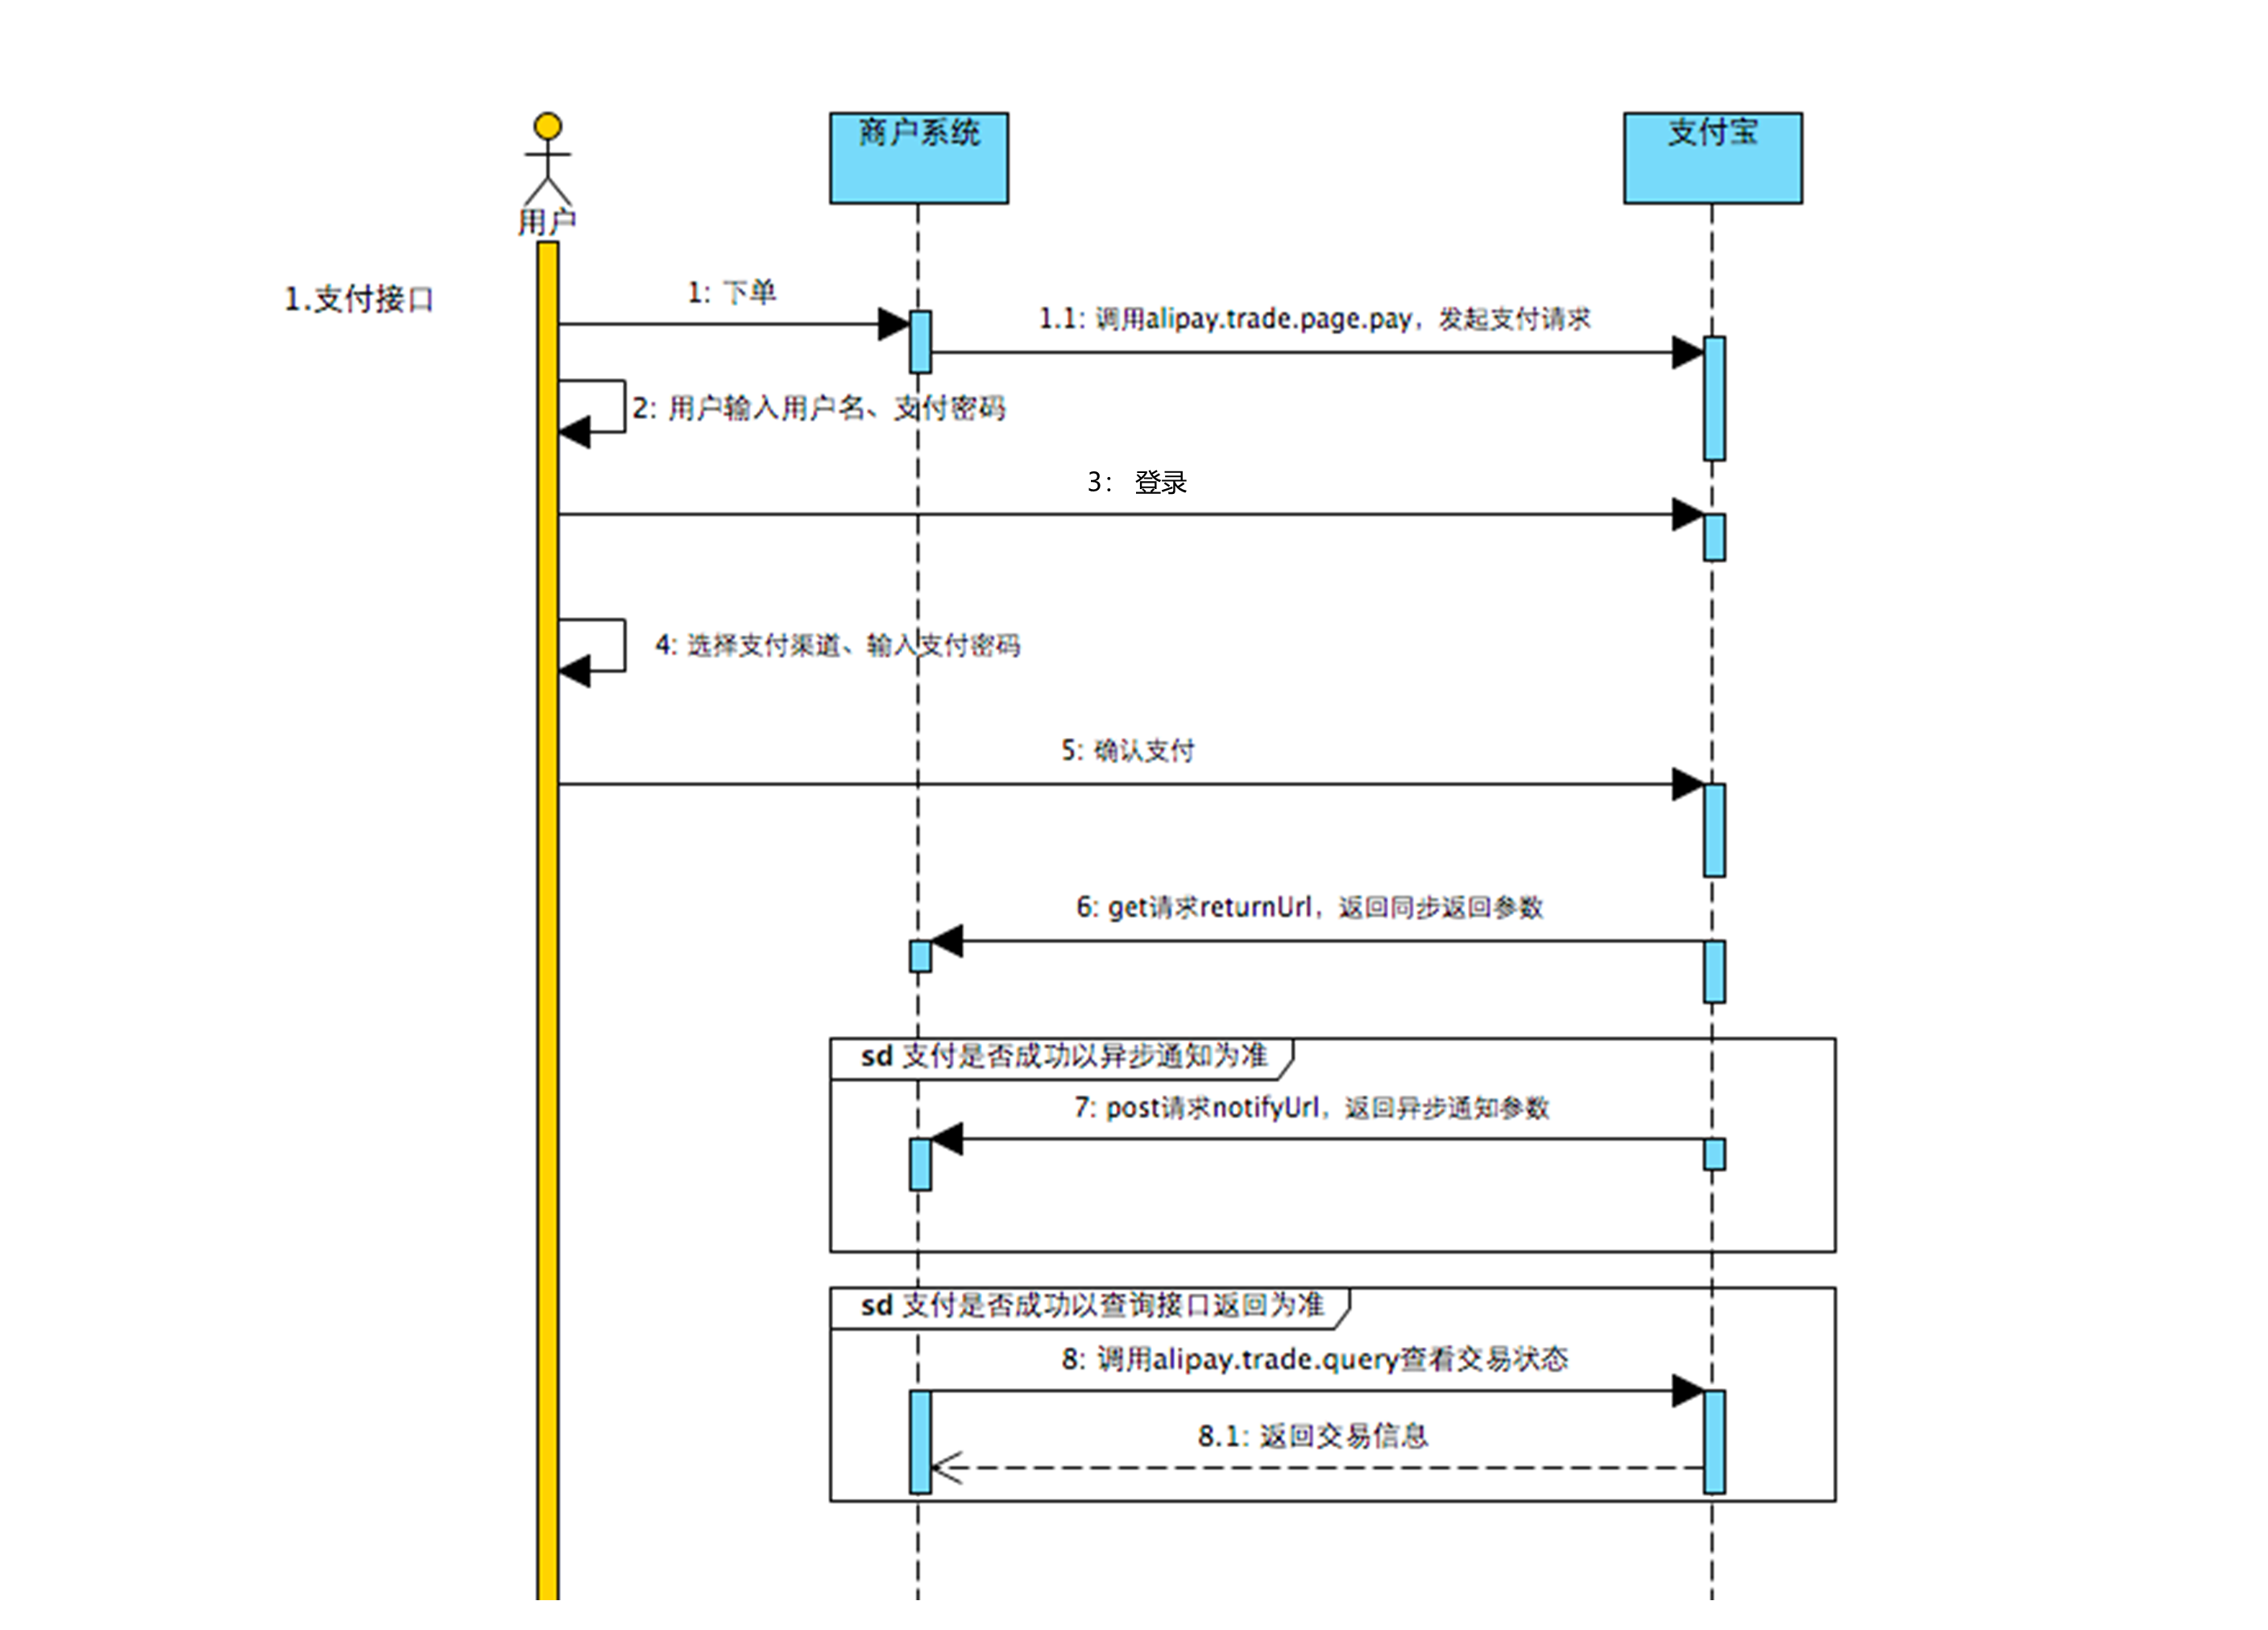 商户系统
支付宝
用户
1.支付接口
1: 下单
1.1: 调用alipay.trade.page.pay，发起支付请求
2: 用户输入用户名、支付密码
3： 登录
4: 选择支付渠道、输入支付密码
5: 确认支付
6: get请求returnUrl，返回同步返回参数
sd 支付是否成功以异步通知为准
7: post请求notifyUrl，返回异步通知参数
sd 支付是否成功以查询接口返回为准
8: 调用alipay.trade.query查看交易状态
8.1: 返回交易信息